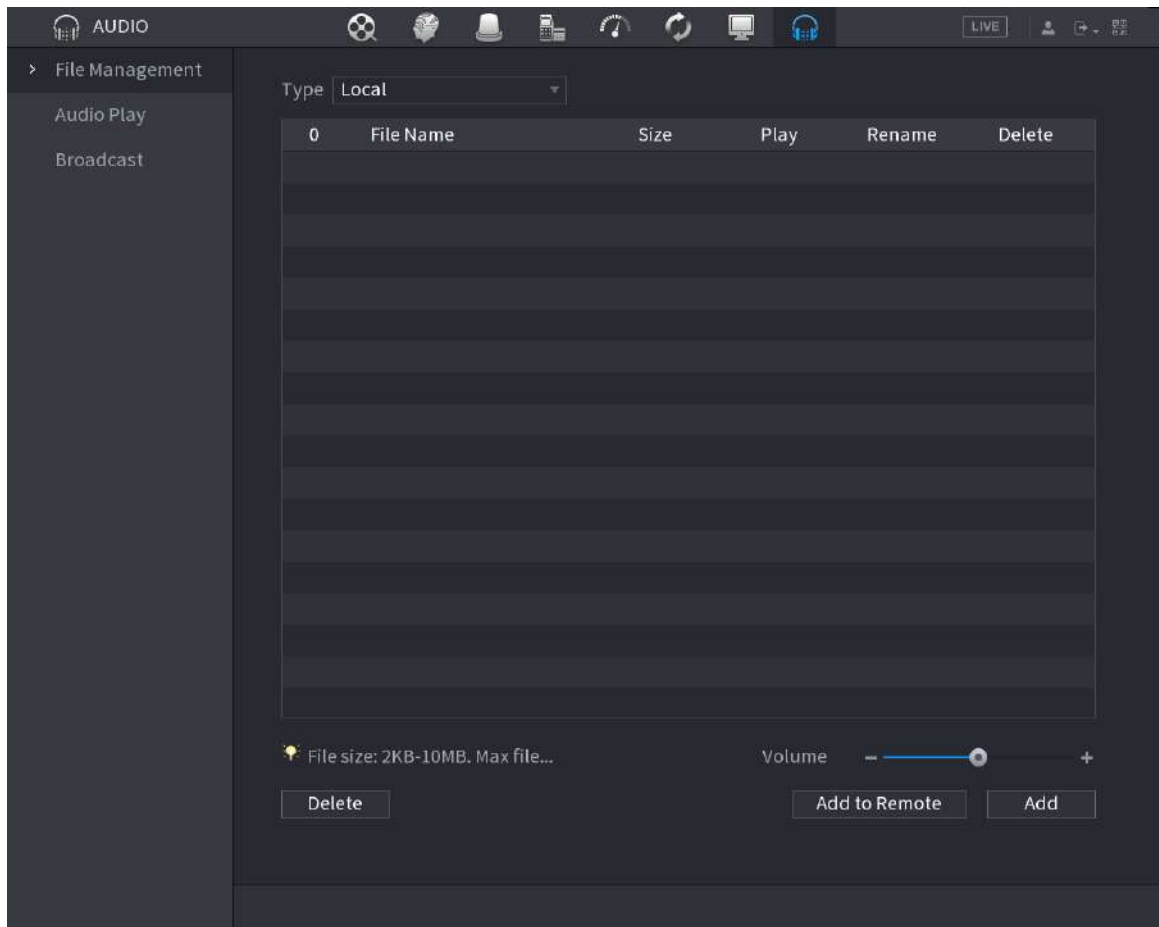 AUDIO
LIVE
File Management
Audio Play
Broadcast
Type Local
0 File Name Size Play Rename Delete
File size: 2KB-10MB. Max file...
Volume - +
Delete
Add to Remote
Add